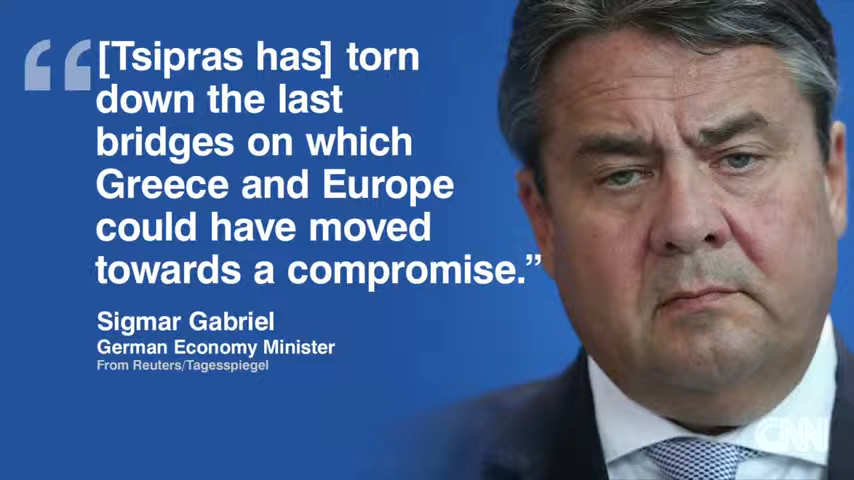 “[Tsipras has] torn
down the last
bridges on which
Greece and Europe
could have moved
towards a compromise.”
Sigmar Gabriel
German Economy Minister
From Reuters/Tagesspiegel
CNN